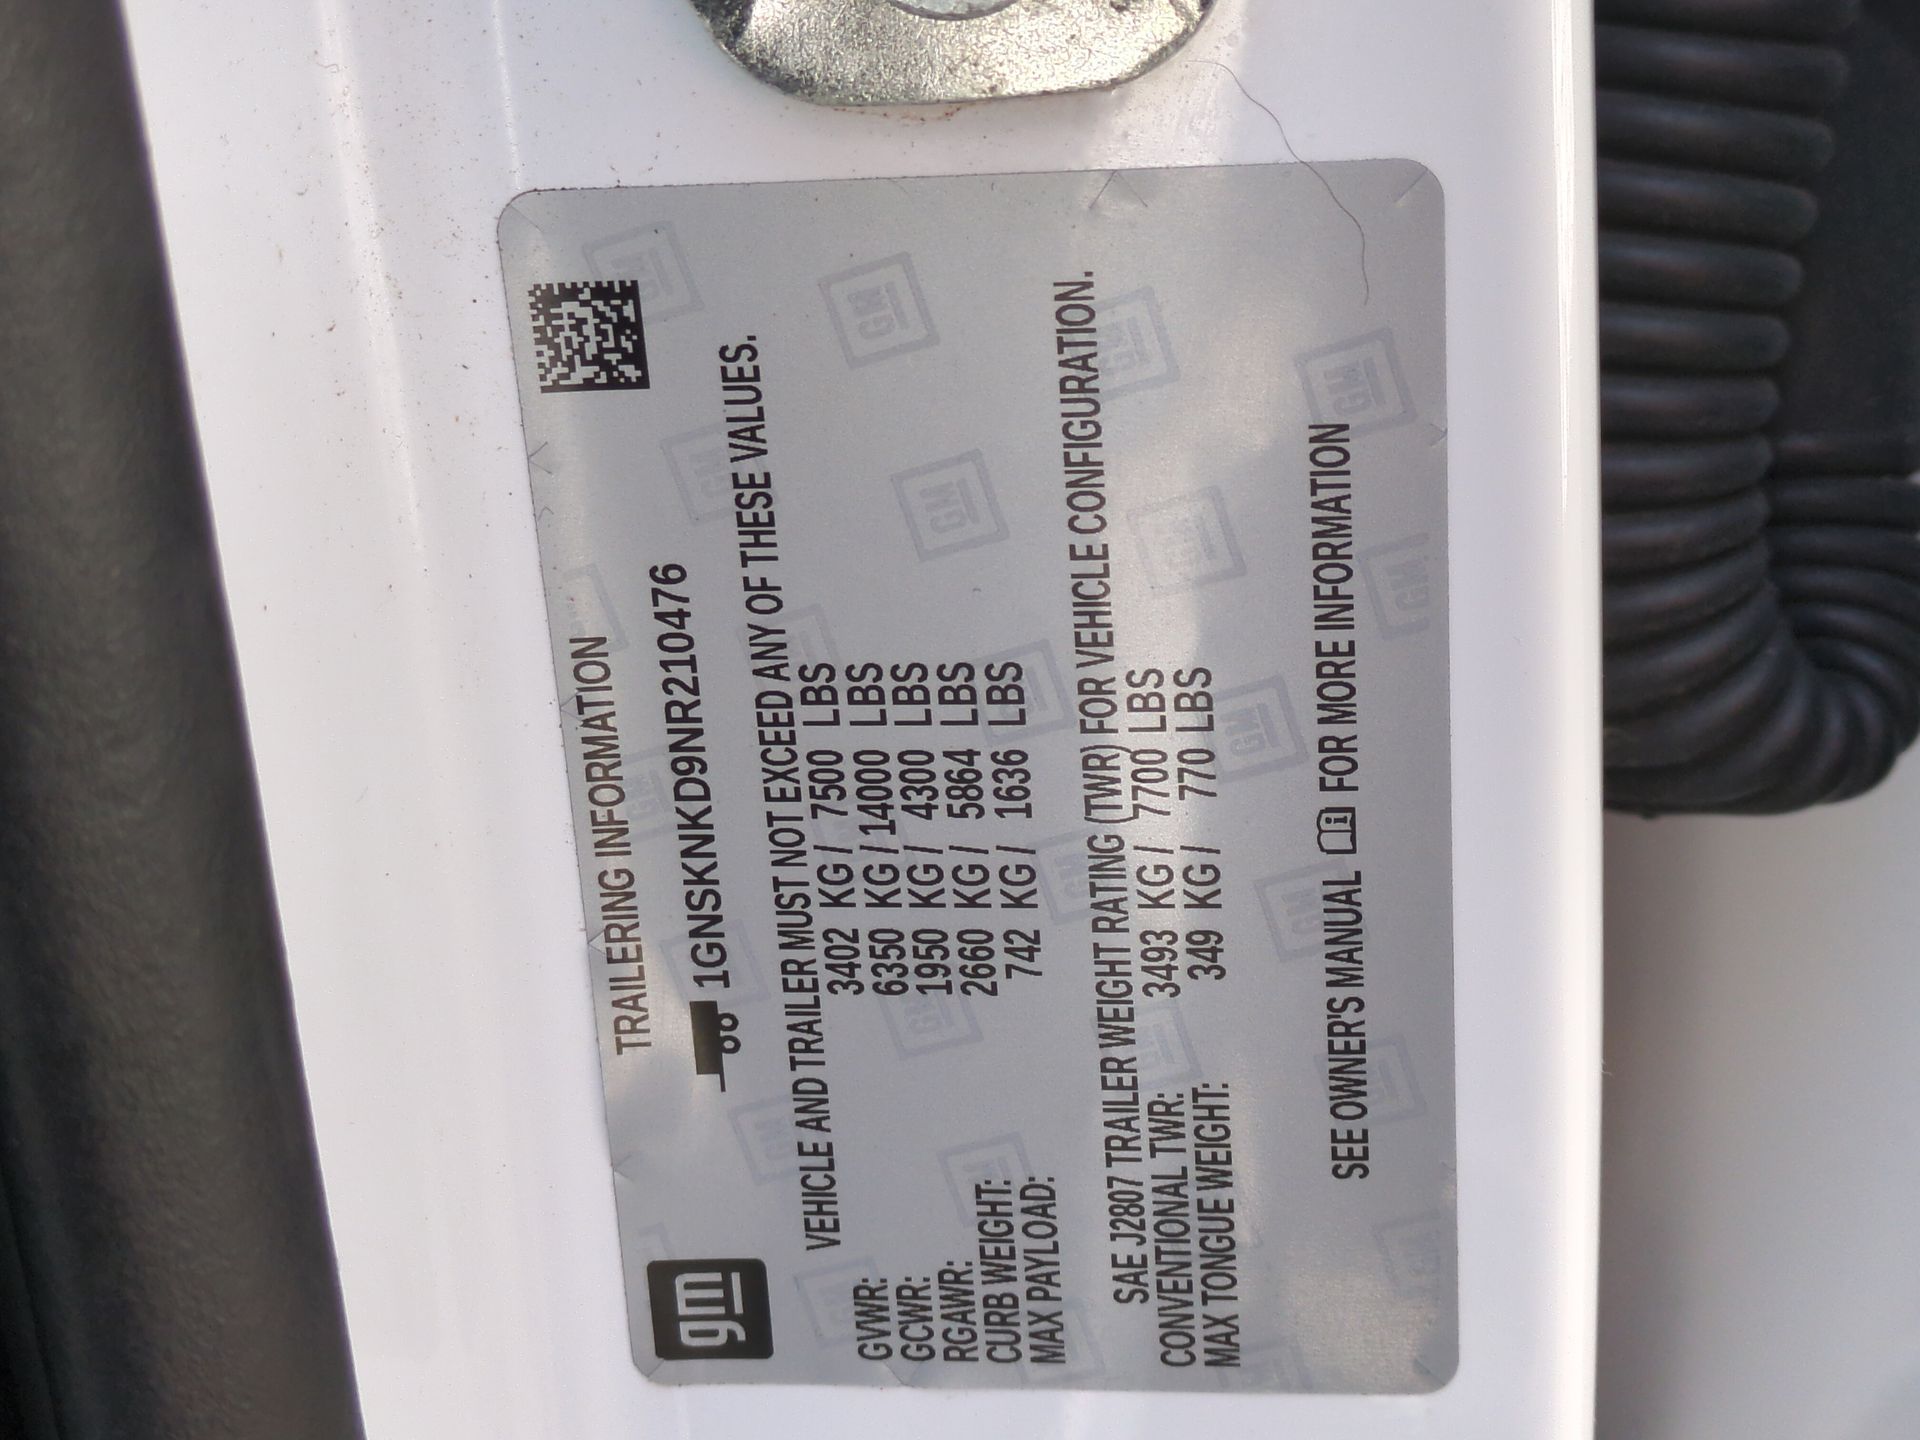 gm
TRAILERING INFORMATION
1GNSKNKD9NR210476
VEHICLE AND TRAILER MUST NOT EXCEED ANY OF THESE VALUES.
GVWR: 3402 KG / 7500 LBS
GCWR: 6350 KG / 14000 LBS
RGAWR: 1950 KG / 4300 LBS
CURB WEIGHT: 2660 KG / 5864 LBS
MAX PAYLOAD: 742 KG / 1636 LBS
SAE J2807 TRAILER WEIGHT RATING (TWR) FOR VEHICLE CONFIGURATION.
CONVENTIONAL TWR: 3493 KG / 7700 LBS
MAX TONGUE WEIGHT: 349 KG / 770 LBS
SEE OWNER'S MANUAL FOR MORE INFORMATION